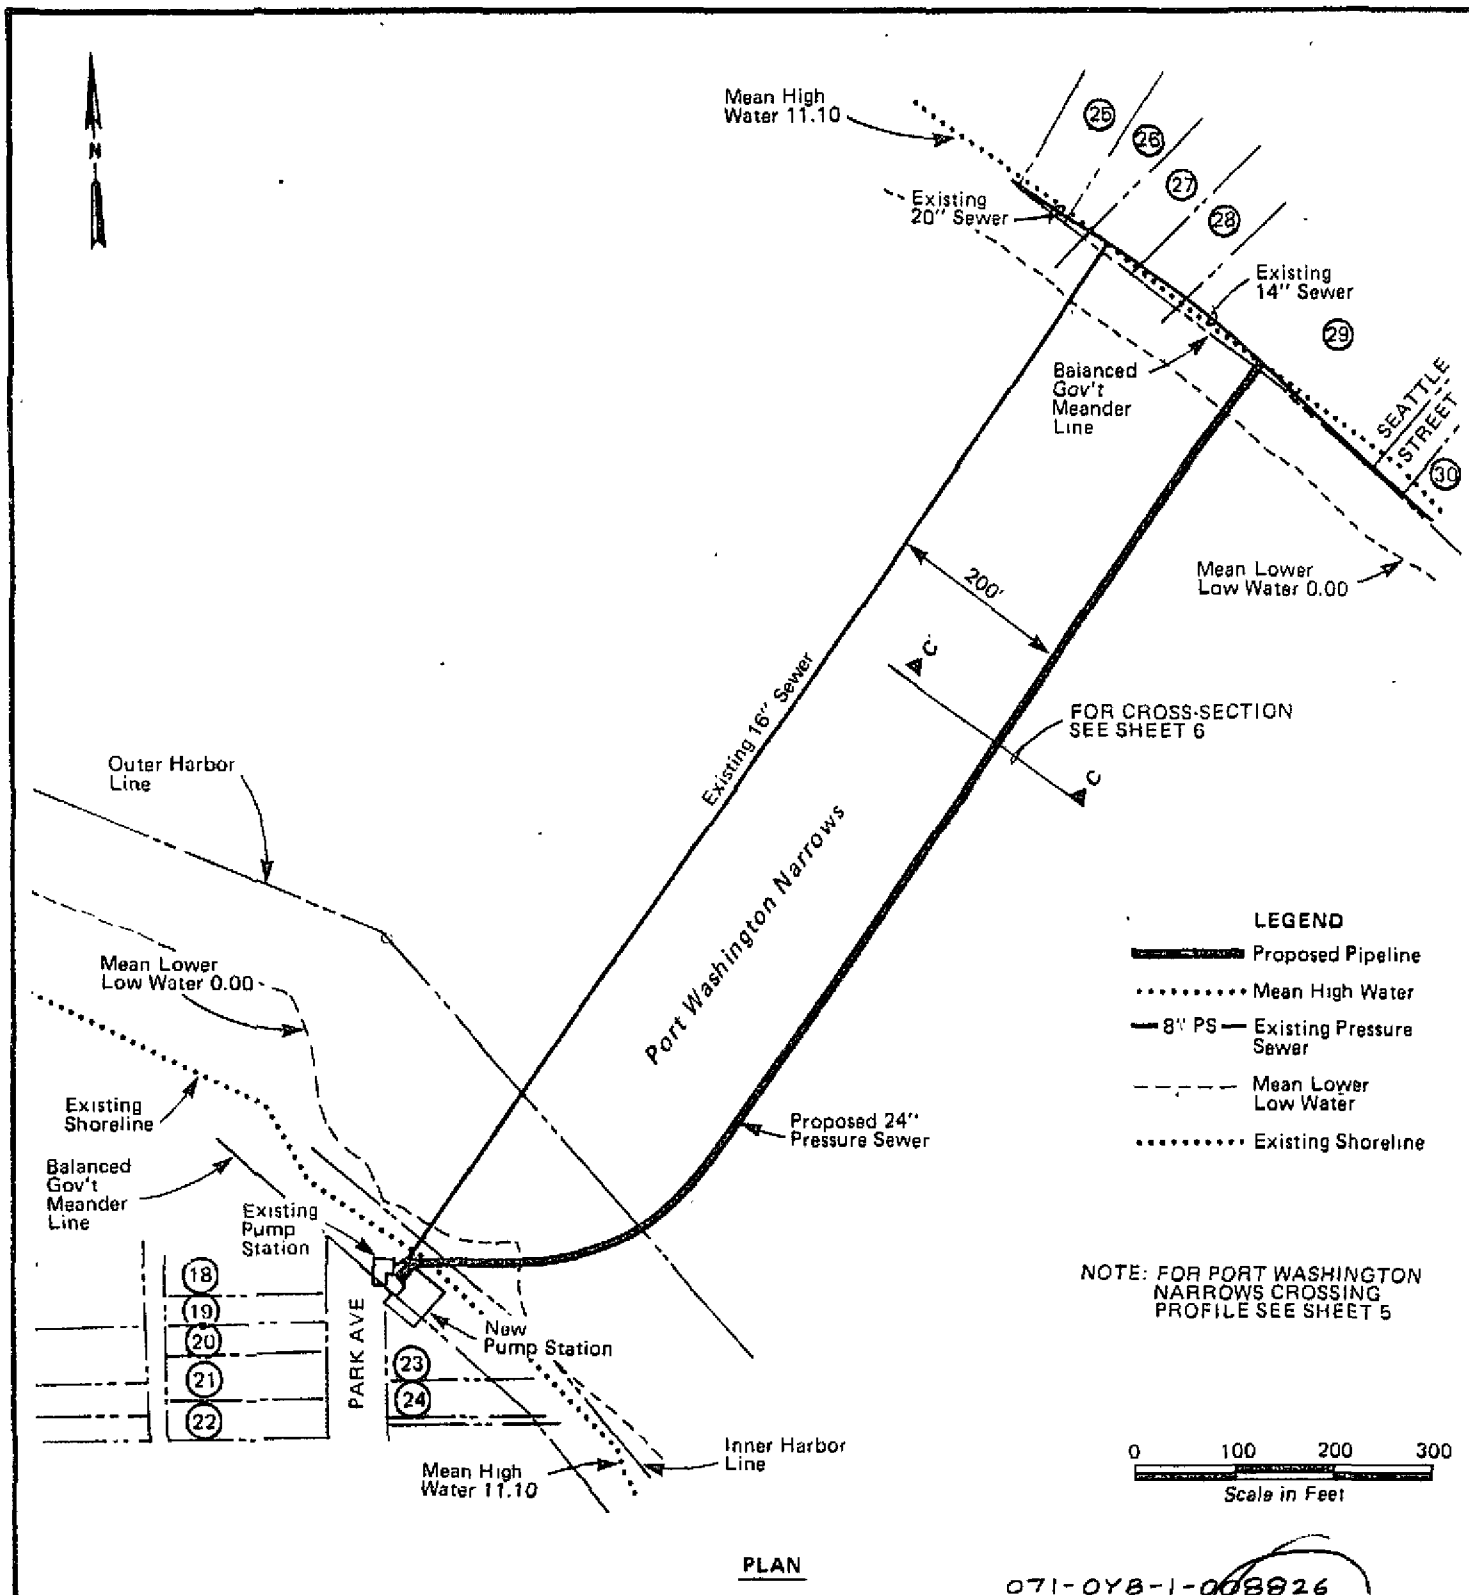 N
Mean High
Water 11.10
25
26
27
28
Existing
20" Sewer
Existing
14" Sewer
29
Balanced
Gov't
Meander
Line
SEATTLE
STREET
30
Mean Lower
Low Water 0.00
200'
C
Existing 16" Sewer
FOR CROSS-SECTION
SEE SHEET 6
C
Outer Harbor
Line
Port Washington Narrows
Mean Lower
Low Water 0.00
LEGEND
Proposed Pipeline
Mean High Water
8" PS Existing Pressure
Sewer
Mean Lower
Low Water
Existing Shoreline
Existing
Shoreline
Proposed 24"
Pressure Sewer
Balanced
Gov't
Meander
Line
Existing
Pump
Station
NOTE: FOR PORT WASHINGTON
NARROWS CROSSING
PROFILE SEE SHEET 5
18
19
20
21
22
PARK AVE
New
Pump Station
23
24
Mean High
Water 11.10
Inner Harbor
Line
0 100 200 300
Scale in Feet
PLAN
071-OYB-1-008826